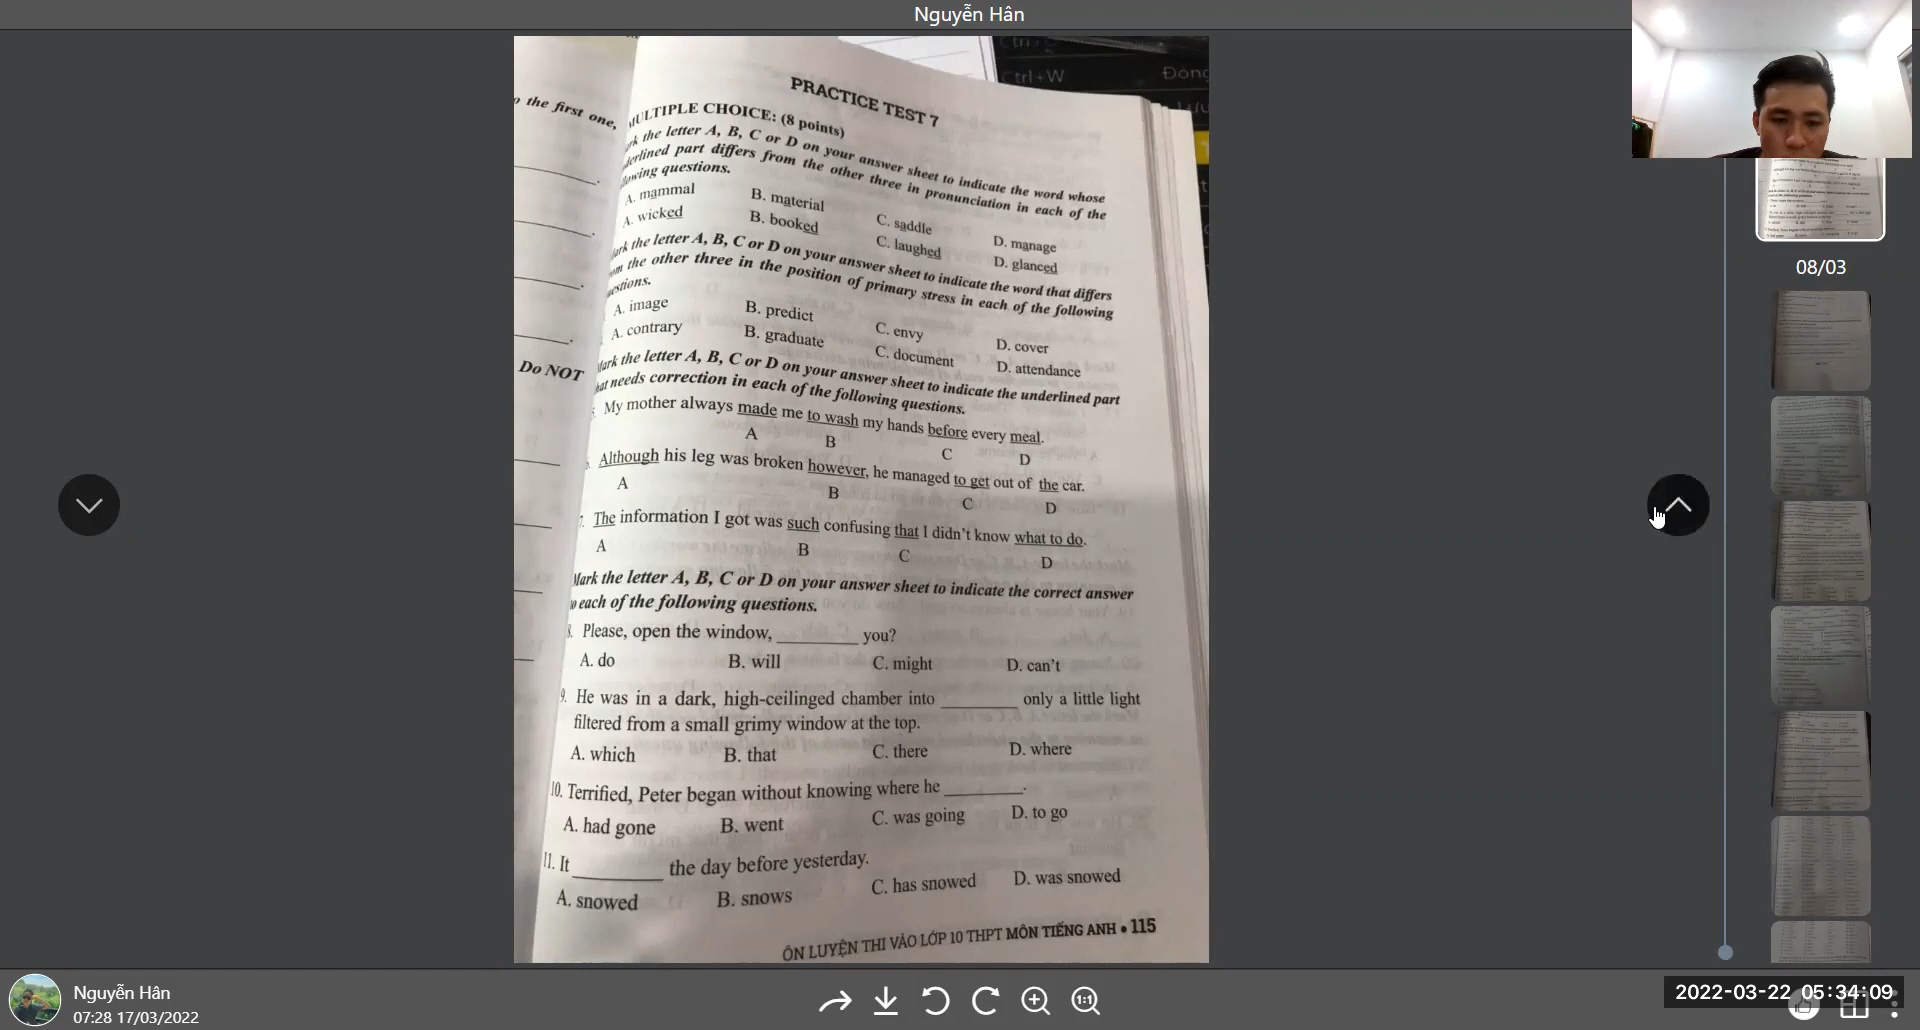 Nguyễn Hân
Ctrl+W
Đóng
the first one,
Do NOT
PRACTICE TEST 7
MULTIPLE CHOICE: (8 points)
the letter A, B, C or D on your answer sheet to indicate the word whose
part differs from the other three in pronunciation in each of the
questions.
A. mammal B. material C. saddle D. manage
A. wicked B. booked C. laughed D. glanced
the letter A, B, C or D on your answer sheet to indicate the word that differs
the other three in the position of primary stress in each of the following
A. image B. predict C. envy D. cover
A. contrary B. graduate C. document D. attendance
the letter A, B, C or D on your answer sheet to indicate the underlined part
needs correction in each of the following questions.
My mother always made me to wash my hands before every meal.
A B C D
Although his leg was broken however, he managed to get out of the car.
A B C D
7. The information I got was such confusing that I didn't know what to do.
A B C D
Mark the letter A, B, C or D on your answer sheet to indicate the correct answer
to each of the following questions.
8. Please, open the window, ________ you?
A. do B. will C. might D. can't
9. He was in a dark, high-ceilinged chamber into ________ only a little light
filtered from a small grimy window at the top.
A. which B. that C. there D. where
10. Terrified, Peter began without knowing where he ________.
A. had gone B. went C. was going D. to go
11. It ________ the day before yesterday.
A. snowed B. snows C. has snowed D. was snowed
ÔN LUYỆN THI VÀO LỚP 10 THPT MÔN TIẾNG ANH • 115
08/03
Nguyễn Hân
07:28 17/03/2022
1:1
2022-03-22 05:34:09